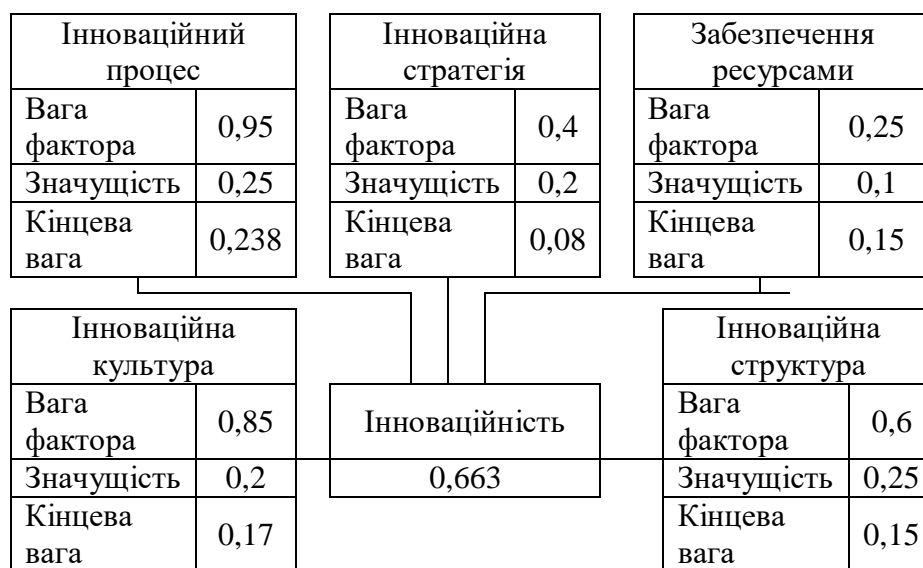 Інноваційний
процес
Вага
фактора
0,95
Значущість
0,25
Кінцева
вага
0,238
Інноваційна
стратегія
Вага
фактора
0,4
Значущість
0,2
Кінцева
вага
0,08
Забезпечення
ресурсами
Вага
фактора
0,25
Значущість
0,1
Кінцева
вага
0,15
Інноваційна
культура
Вага
фактора
0,85
Значущість
0,2
Кінцева
вага
0,17
Інноваційність
0,663
Інноваційна
структура
Вага
фактора
0,6
Значущість
0,25
Кінцева
вага
0,15